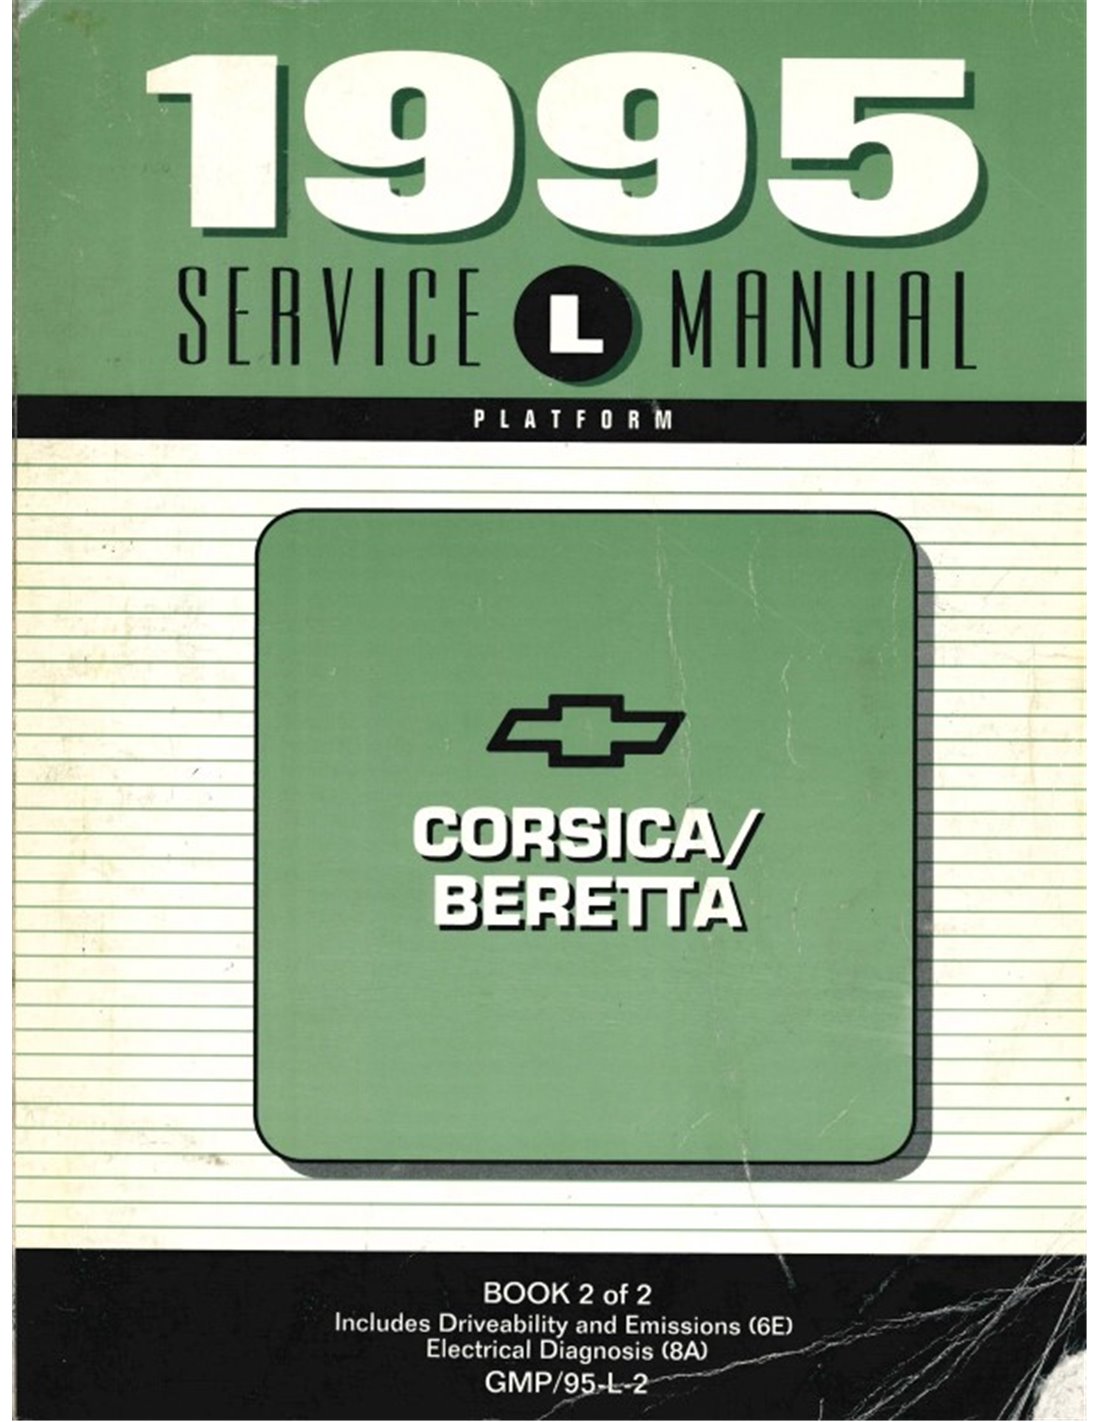 1995
SERVICE L MANUAL
PLATFORM
CORSICA/
BERETTA
BOOK 2 of 2
Includes Driveability and Emissions (6E)
Electrical Diagnosis (8A)
GMP/95-L-2